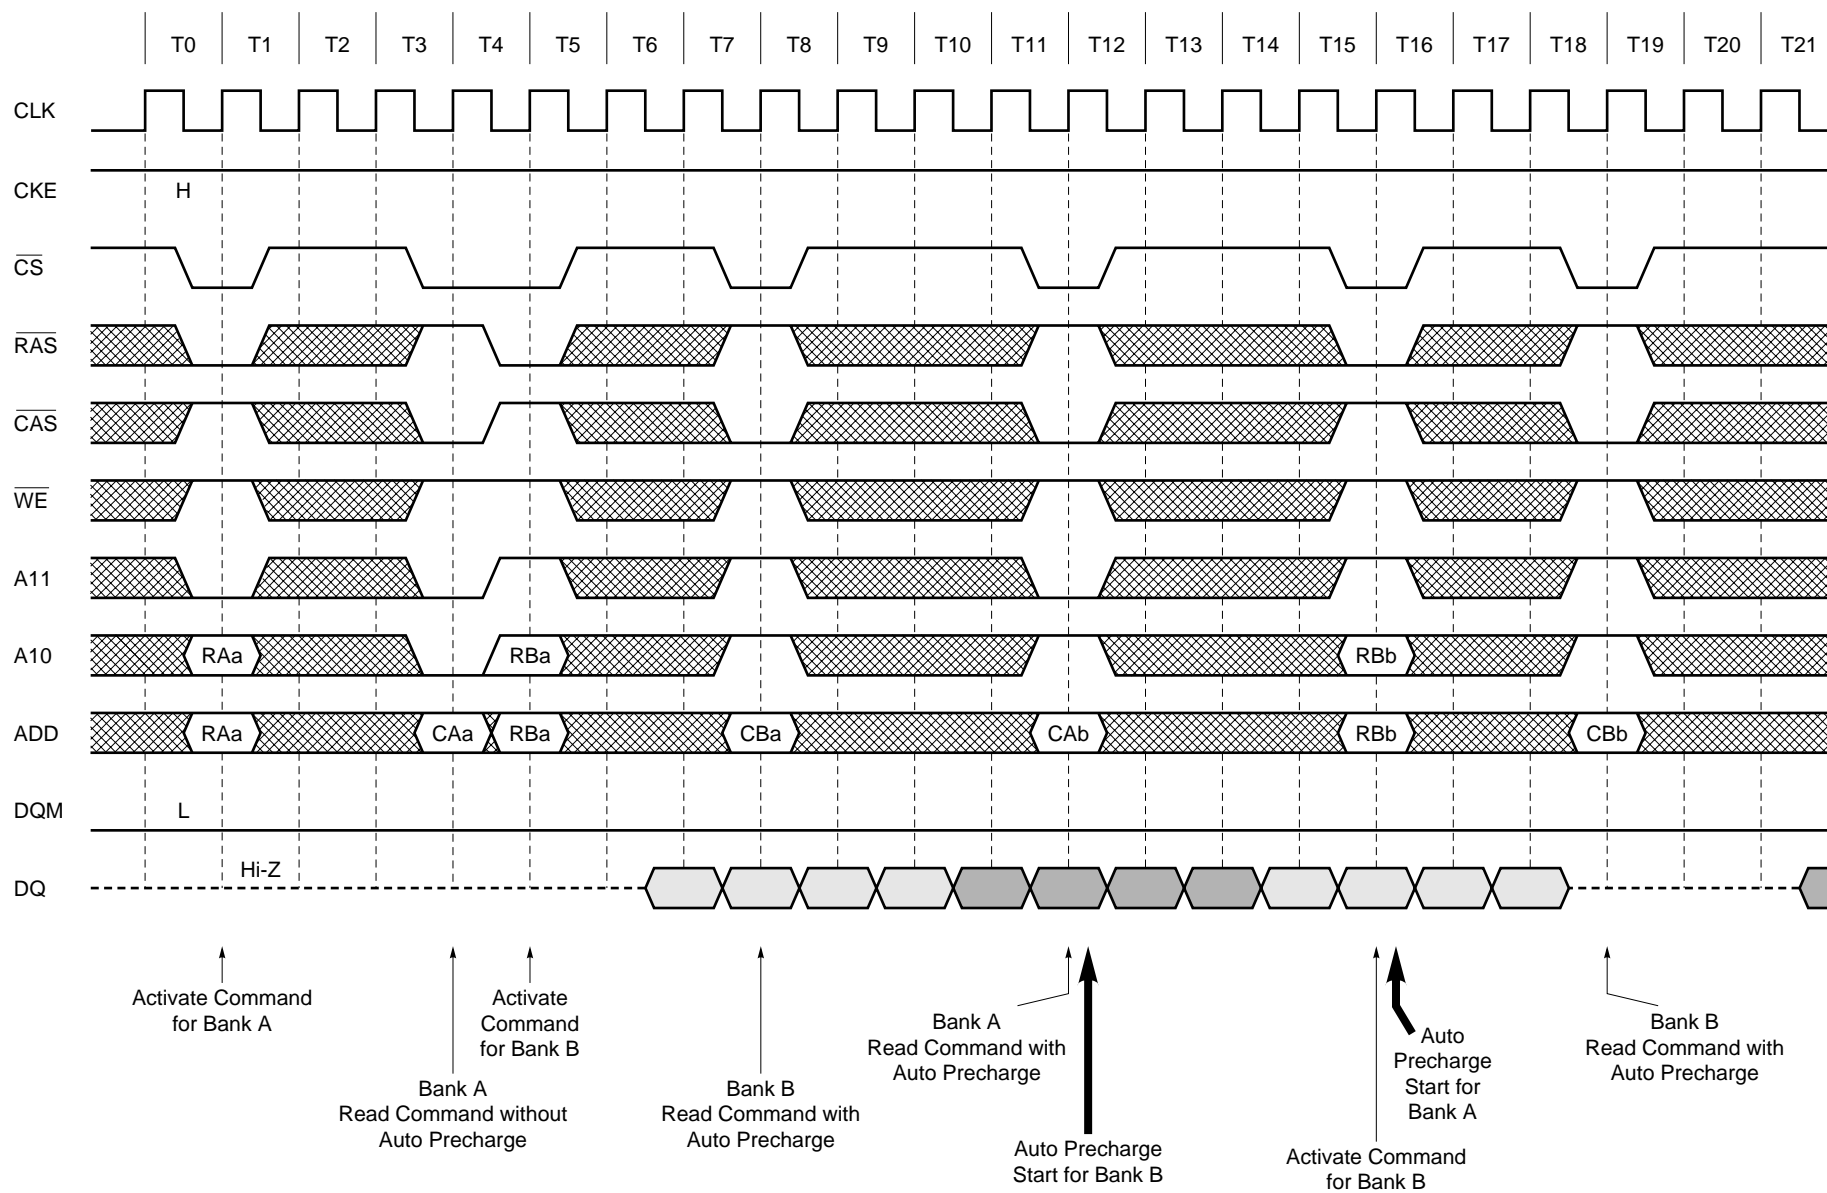 T0 T1 T2 T3 T4 T5 T6 T7 T8 T9 T10 T11 T12 T13 T14 T15 T16 T17 T18 T19 T20 T21
CLK
CKE H
CS
RAS
CAS
WE
A11
A10 RAa RBa RBb
ADD RAa CAa RBa CBa CAb RBb CBb
DQM L
DQ Hi-Z
Activate Command
for Bank A
Bank A
Read Command without
Auto Precharge
Activate
Command
for Bank B
Bank B
Read Command with
Auto Precharge
Bank A
Read Command with
Auto Precharge
Auto Precharge
Start for Bank B
Activate Command
for Bank B
Auto
Precharge
Start for
Bank A
Bank B
Read Command with
Auto Precharge